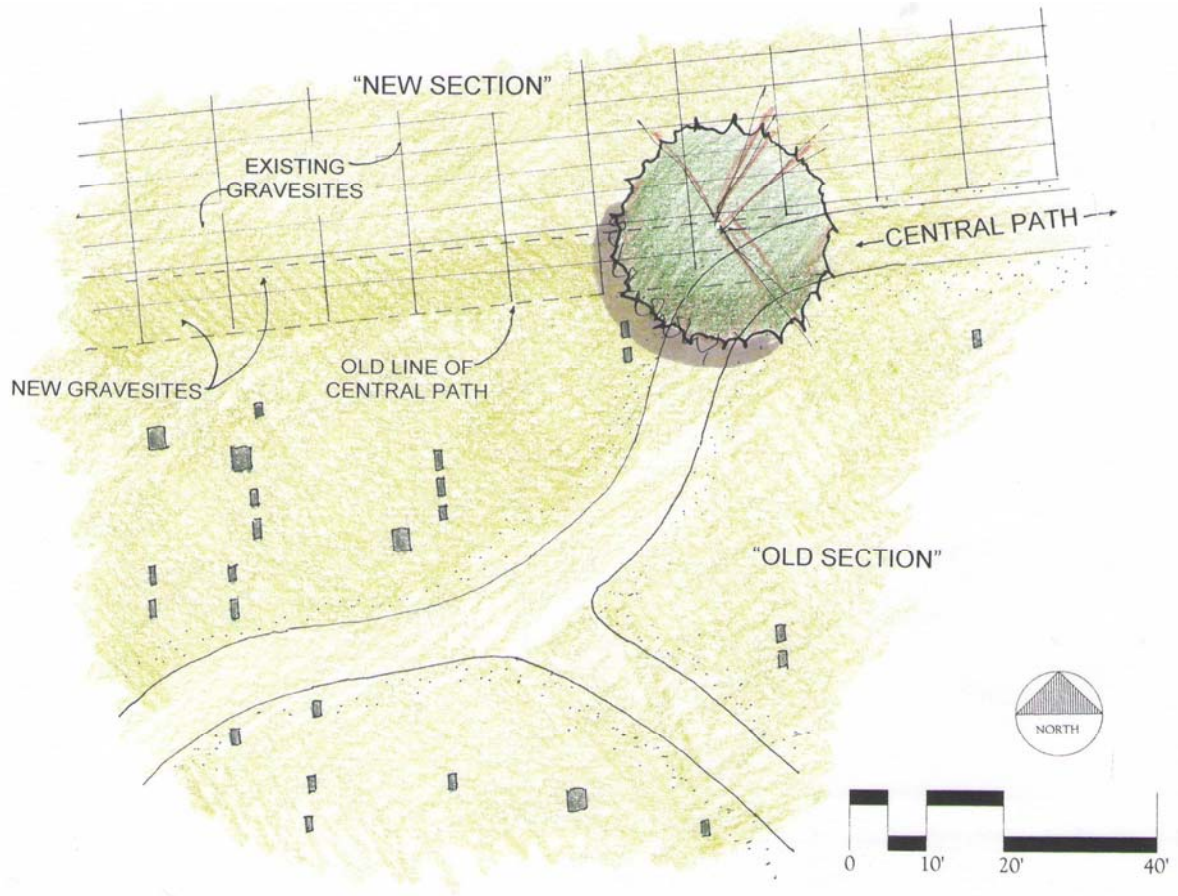 “NEW SECTION”
EXISTING
GRAVESITES
CENTRAL PATH
NEW GRAVESITES
OLD LINE OF
CENTRAL PATH
“OLD SECTION”
NORTH
0 10' 20' 40'